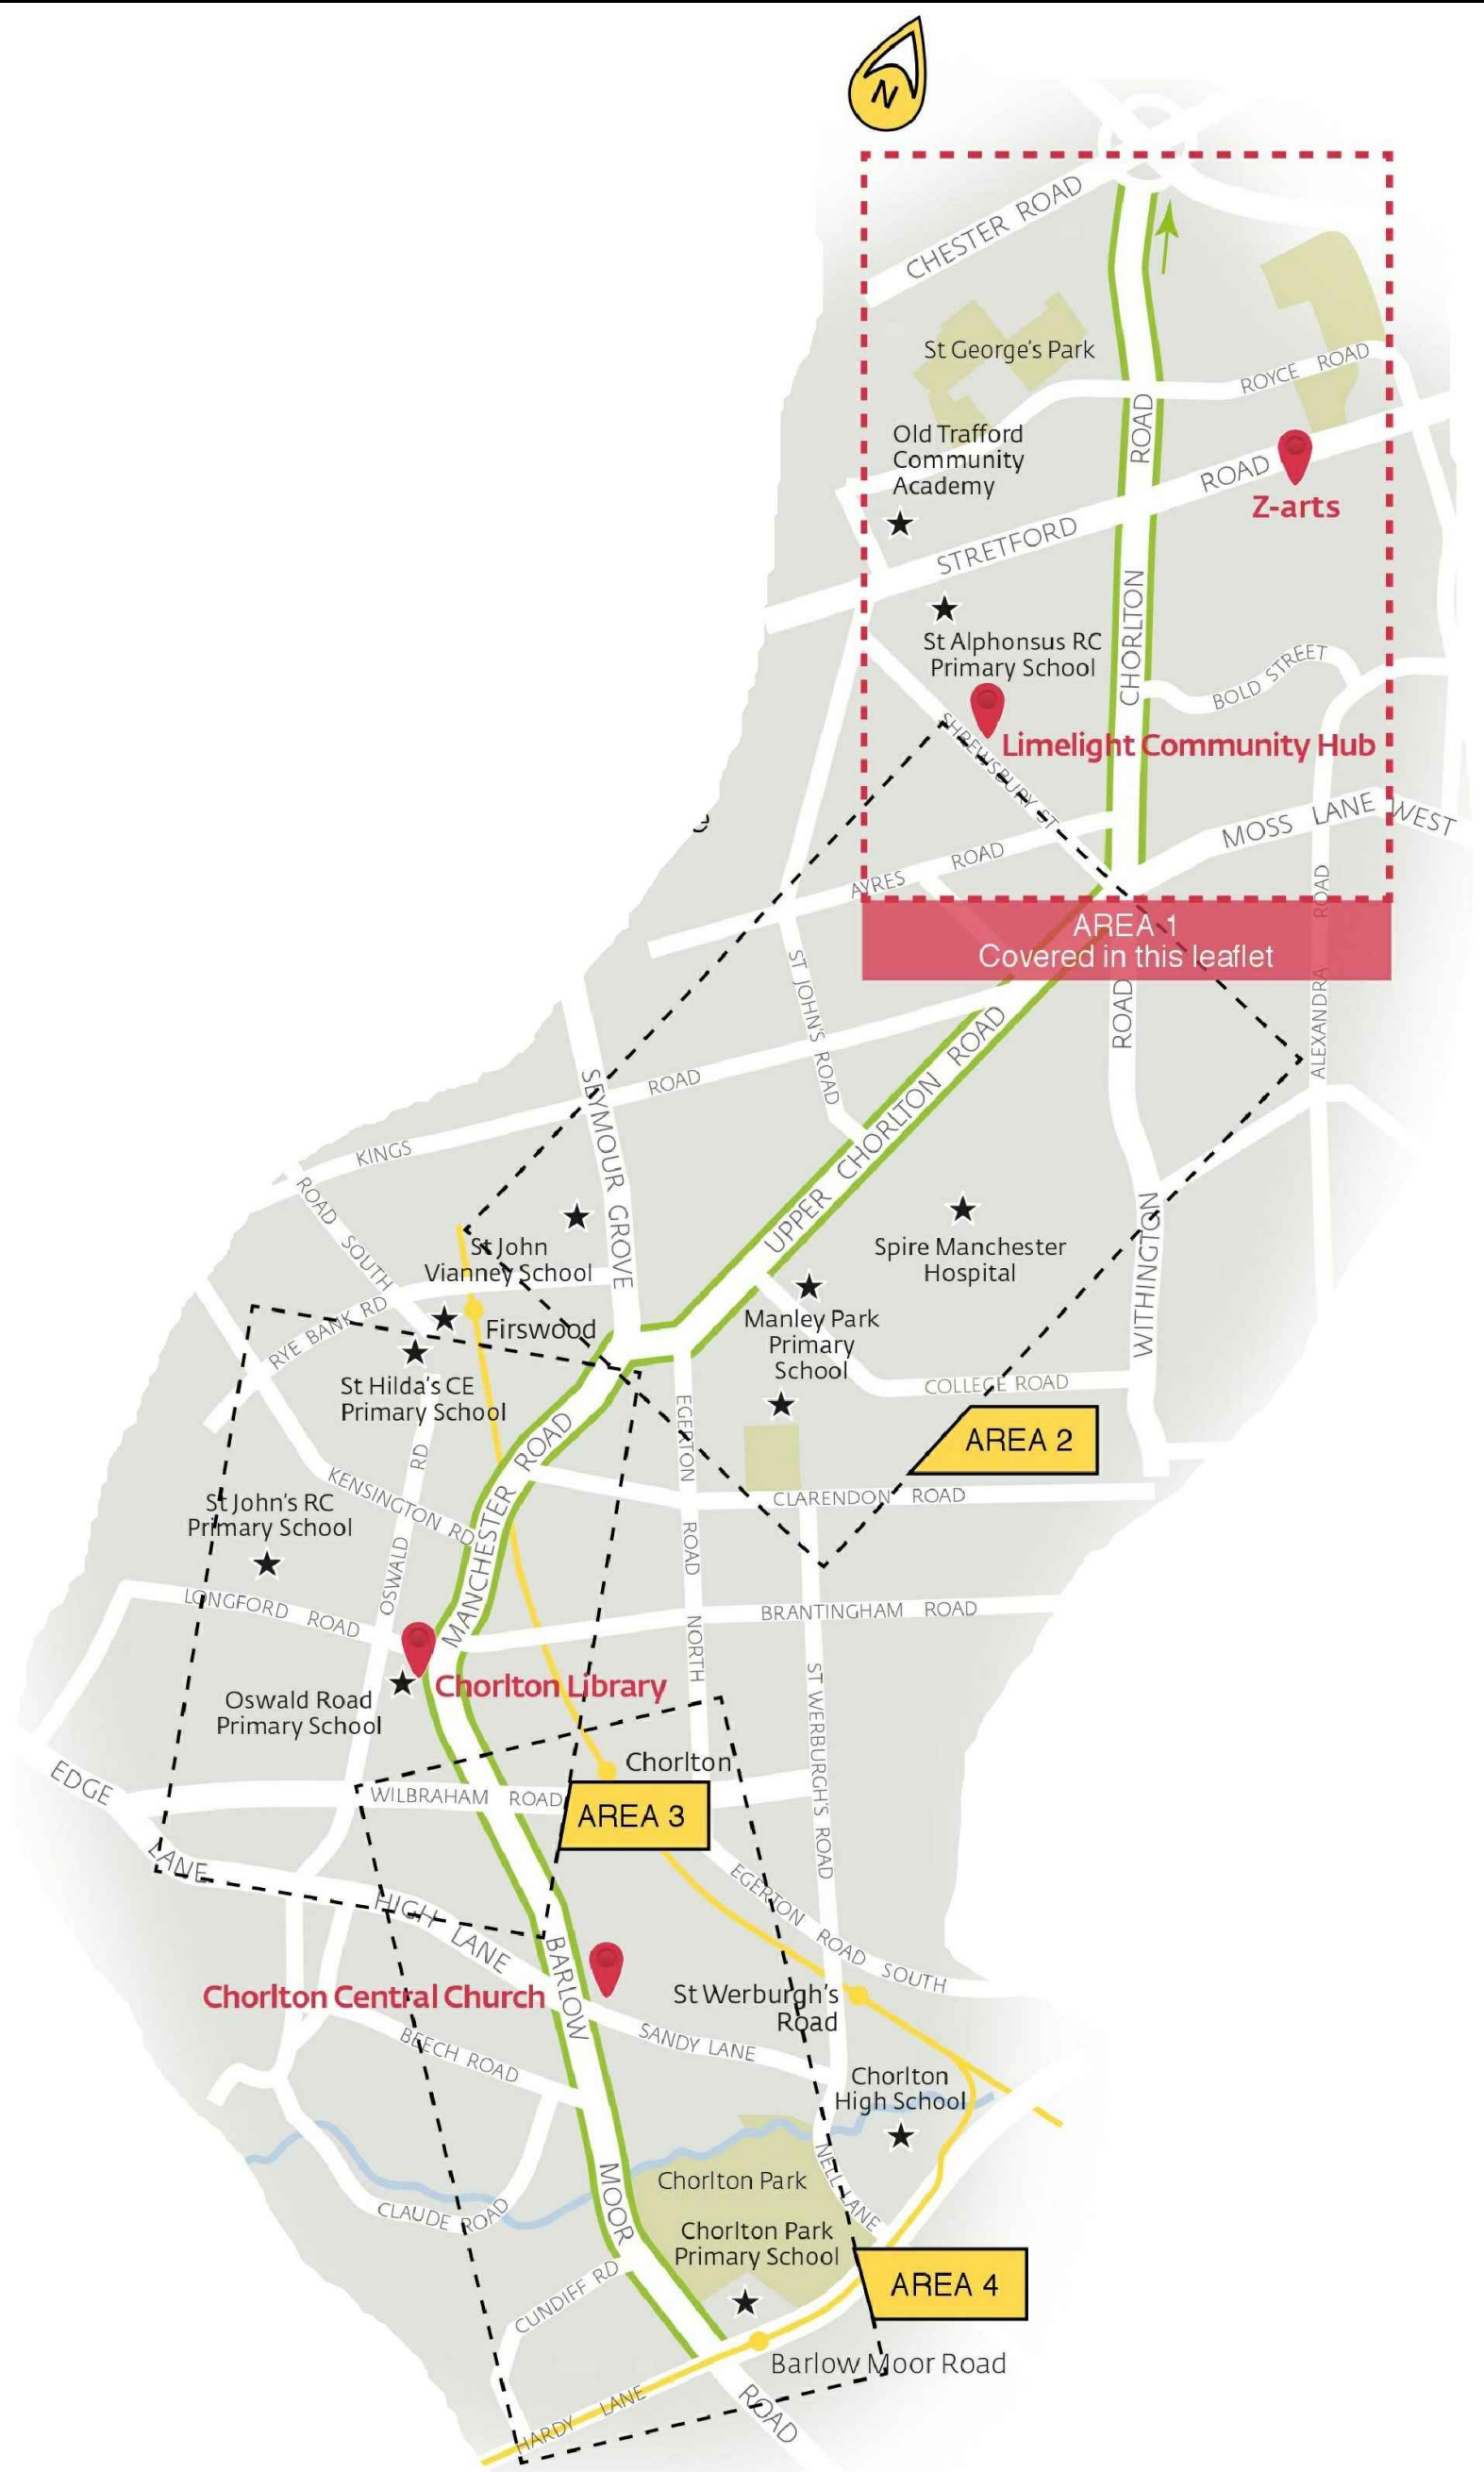 N
CHESTER ROAD
St George's Park
ROYCE ROAD
ROAD
Old Trafford
Community
Academy
ROAD
Z-arts
STRETFORD
CHORLTON
St Alphonsus RC
Primary School
BOLD STREET
SHREWSBURY ST
Limelight Community Hub
MOSS LANE WEST
AYRES ROAD
ROAD
AREA 1
Covered in this leaflet
ST JOHN'S ROAD
ROAD
ALEXANDRA
UPPER CHORLTON ROAD
KINGS ROAD
SEYMOUR GROVE
ROAD SOUTH
St John
Vianney School
Spire Manchester
Hospital
WITHINGTON
RYE BANK RD
Firswood
Manley Park
Primary
School
COLLEGE ROAD
St Hilda's CE
Primary School
AREA 2
EGERTON ROAD NORTH
MANCHESTER ROAD
KENSINGTON RD
OSWALD RD
CLARENDON ROAD
St John's RC
Primary School
LONGFORD ROAD
BRANTINGHAM ROAD
Chorlton Library
Oswald Road
Primary School
ST WERBURGH'S ROAD
Chorlton
EDGE LANE
WILBRAHAM ROAD
AREA 3
HIGH LANE
EGERTON ROAD SOUTH
BARLOW
Chorlton Central Church
St Werburgh's
Road
SANDY LANE
BEECH ROAD
Chorlton
High School
NELL LANE
Chorlton Park
MOOR
CLAUDE ROAD
Chorlton Park
Primary School
CUNDIFF RD
AREA 4
Barlow Moor Road
HARDY LANE
ROAD